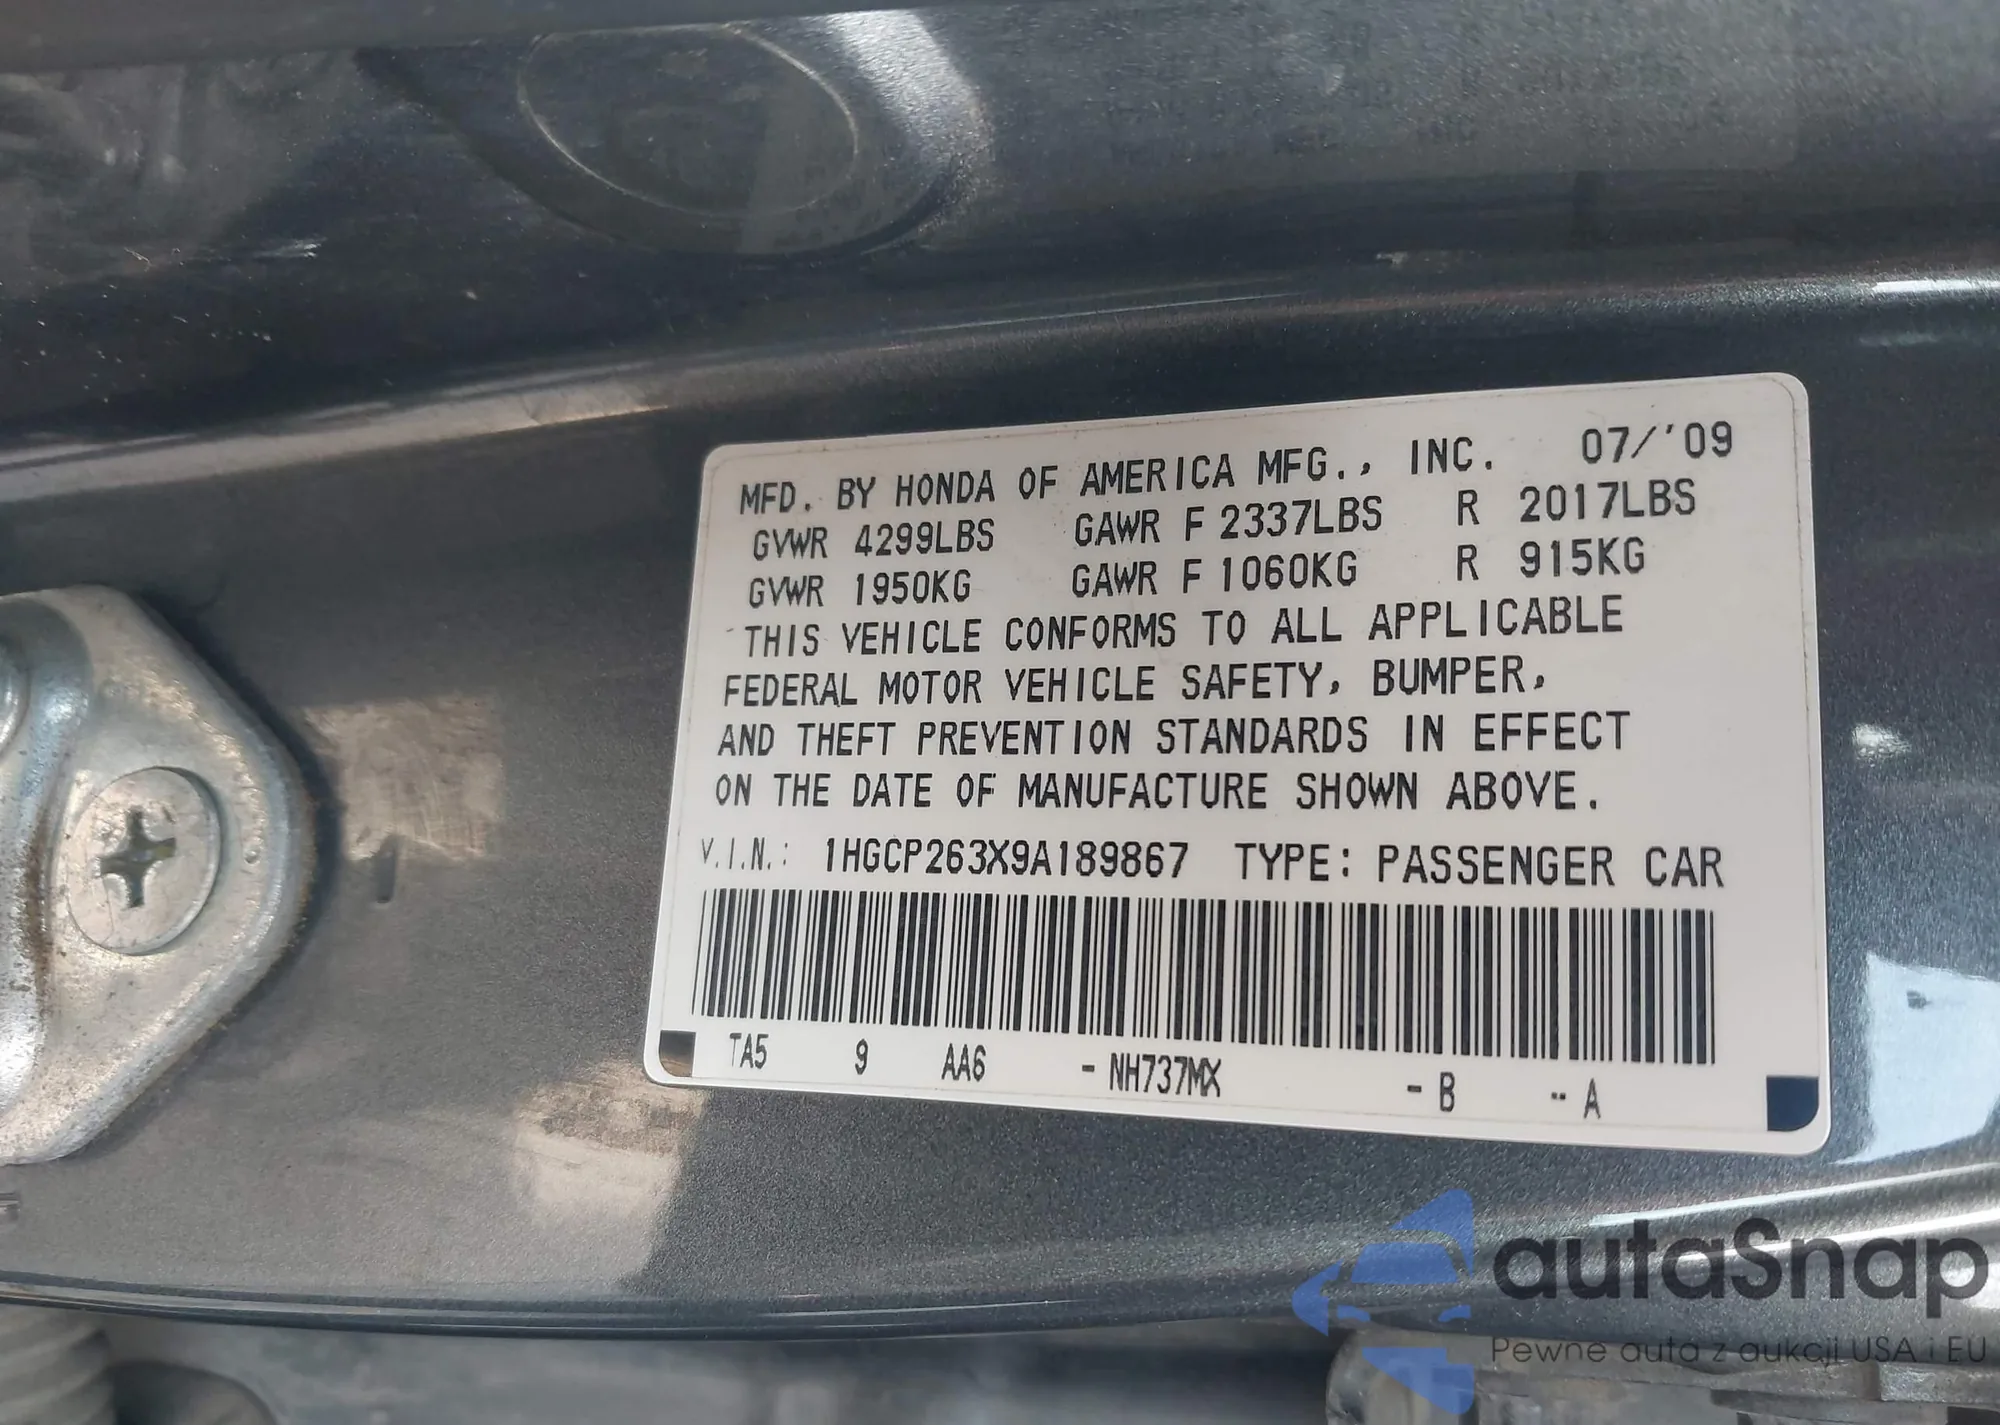 MFD. BY HONDA OF AMERICA MFG., INC. 07/'09
GVWR 4299LBS GAWR F 2337LBS R 2017LBS
GVWR 1950KG GAWR F 1060KG R 915KG
THIS VEHICLE CONFORMS TO ALL APPLICABLE
FEDERAL MOTOR VEHICLE SAFETY, BUMPER,
AND THEFT PREVENTION STANDARDS IN EFFECT
ON THE DATE OF MANUFACTURE SHOWN ABOVE.
V.I.N.: 1HGCP263X9A189867 TYPE: PASSENGER CAR
TA5 9 AA6 -NH737MX -B -A
autaSnap
Pewne auta z aukcji USA i EU